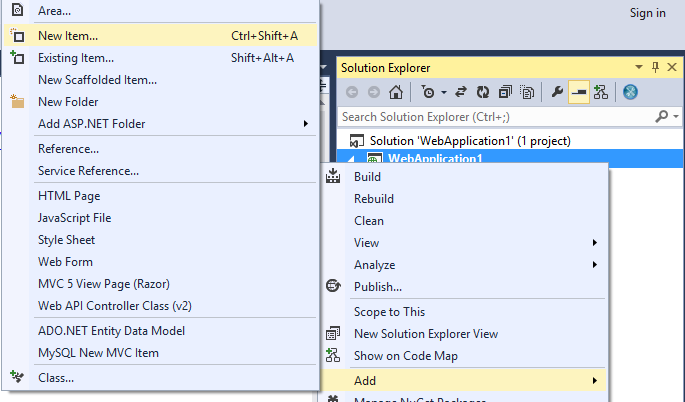 Area...
New Item... Ctrl+Shift+A
Existing Item... Shift+Alt+A
New Scaffolded Item...
New Folder
Add ASP.NET Folder
Reference...
Service Reference...
HTML Page
JavaScript File
Style Sheet
Web Form
MVC 5 View Page (Razor)
Web API Controller Class (v2)
ADO.NET Entity Data Model
MySQL New MVC Item
Class...
Sign in
Solution Explorer
Search Solution Explorer (Ctrl+;)
Solution 'WebApplication1' (1 project)
WebApplication1
Build
Rebuild
Clean
View
Analyze
Publish...
Scope to This
New Solution Explorer View
Show on Code Map
Add
Manage NuGet Packages